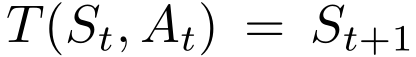 T(S_t, A_t) = S_{t+1}